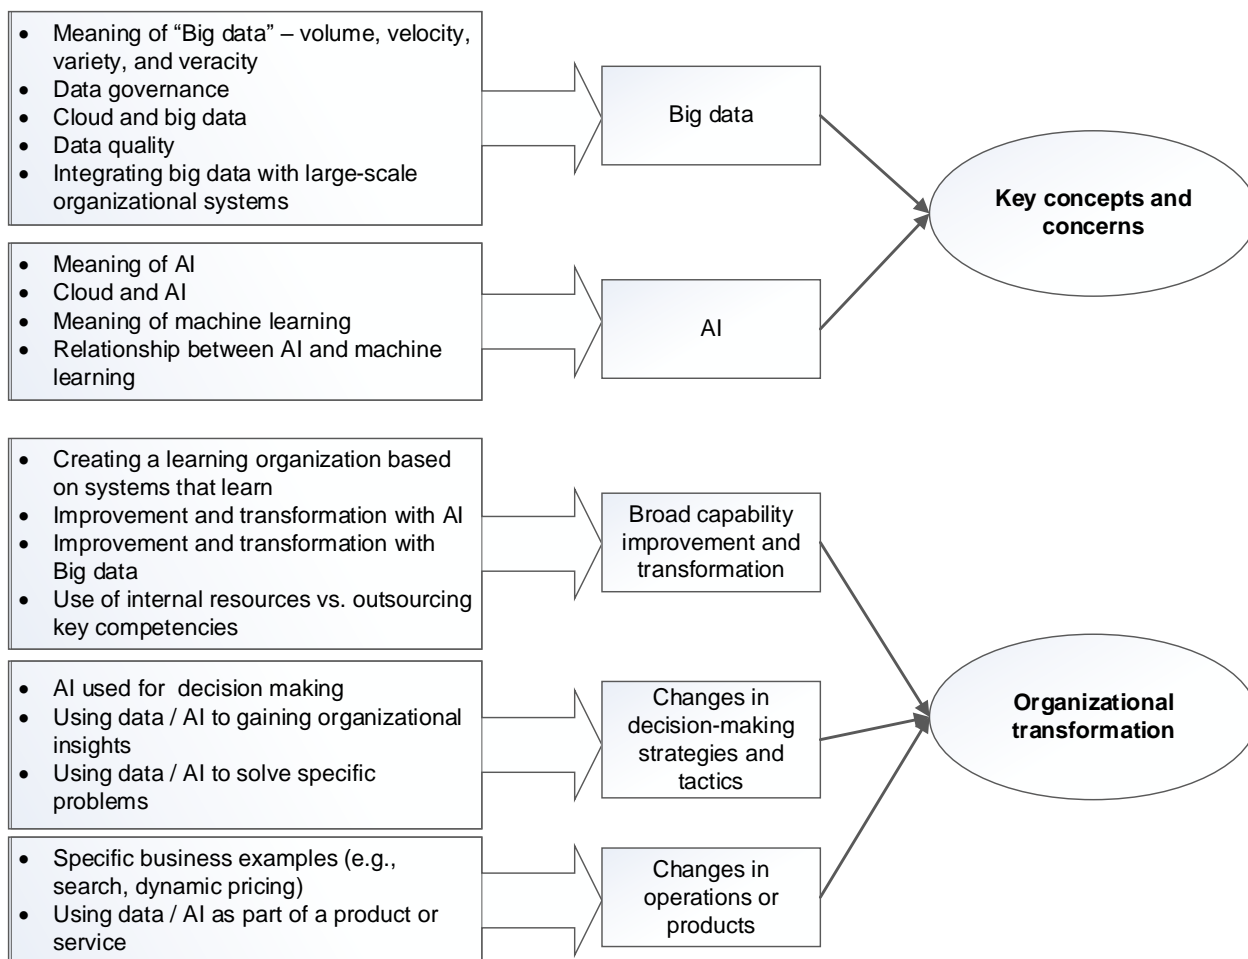 • Meaning of “Big data” – volume, velocity,
variety, and veracity
• Data governance
• Cloud and big data
• Data quality
• Integrating big data with large-scale
organizational systems
Big data
Key concepts and
concerns
• Meaning of AI
• Cloud and AI
• Meaning of machine learning
• Relationship between AI and machine
learning
AI
• Creating a learning organization based
on systems that learn
• Improvement and transformation with AI
• Improvement and transformation with
Big data
• Use of internal resources vs. outsourcing
key competencies
Broad capability
improvement and
transformation
• AI used for  decision making
• Using data / AI to gaining organizational
insights
• Using data / AI to solve specific
problems
Changes in
decision-making
strategies and
tactics
Organizational
transformation
• Specific business examples (e.g.,
search, dynamic pricing)
• Using data / AI as part of a product or
service
Changes in
operations or
products